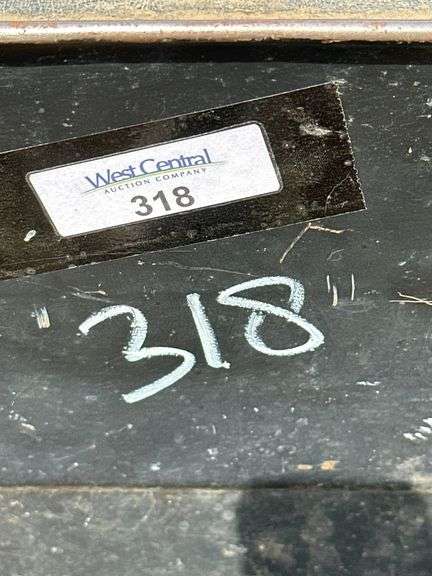 West Central
AUCTION COMPANY
318
"318"